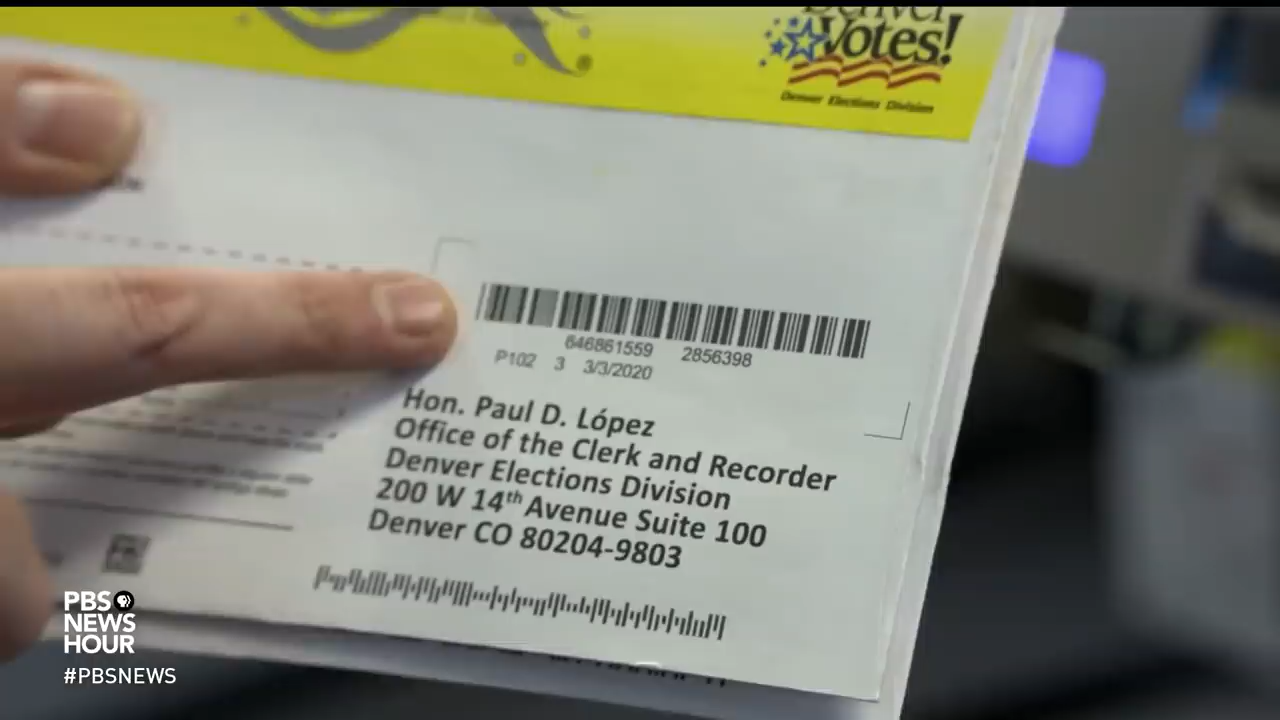 Denver
Votes!
Denver Elections Division
646861559 2856398
P102 3 3/3/2020
Hon. Paul D. López
Office of the Clerk and Recorder
Denver Elections Division
200 W 14th Avenue Suite 100
Denver CO 80204-9803
PBS
NEWS
HOUR
#PBSNEWS